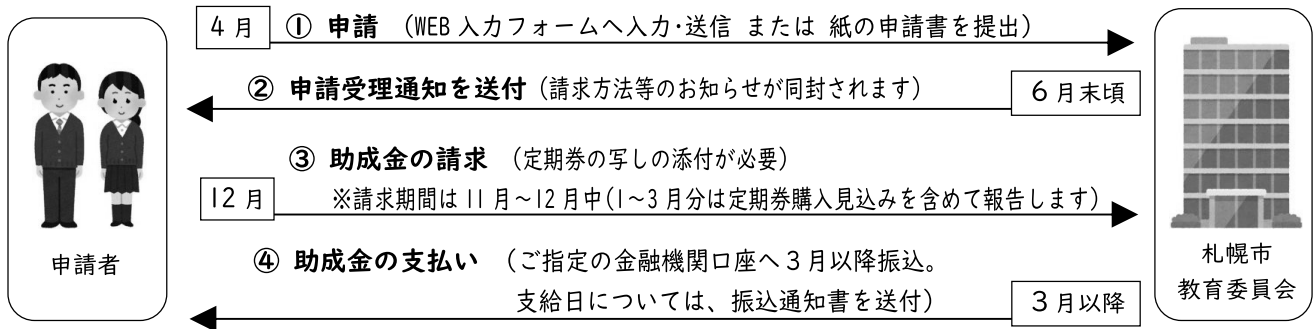 4月 ① 申請 (WEB入力フォームへ入力・送信 または 紙の申請書を提出)
② 申請受理通知を送付(請求方法等のお知らせが同封されます) 6月末頃
③ 助成金の請求 (定期券の写しの添付が必要)
12月 ※請求期間は11月~12月中(1~3月分は定期券購入見込みを含めて報告します)
申請者
④ 助成金の支払い (ご指定の金融機関口座へ3月以降振込。
支給日については、振込通知書を送付) 3月以降
札幌市
教育委員会